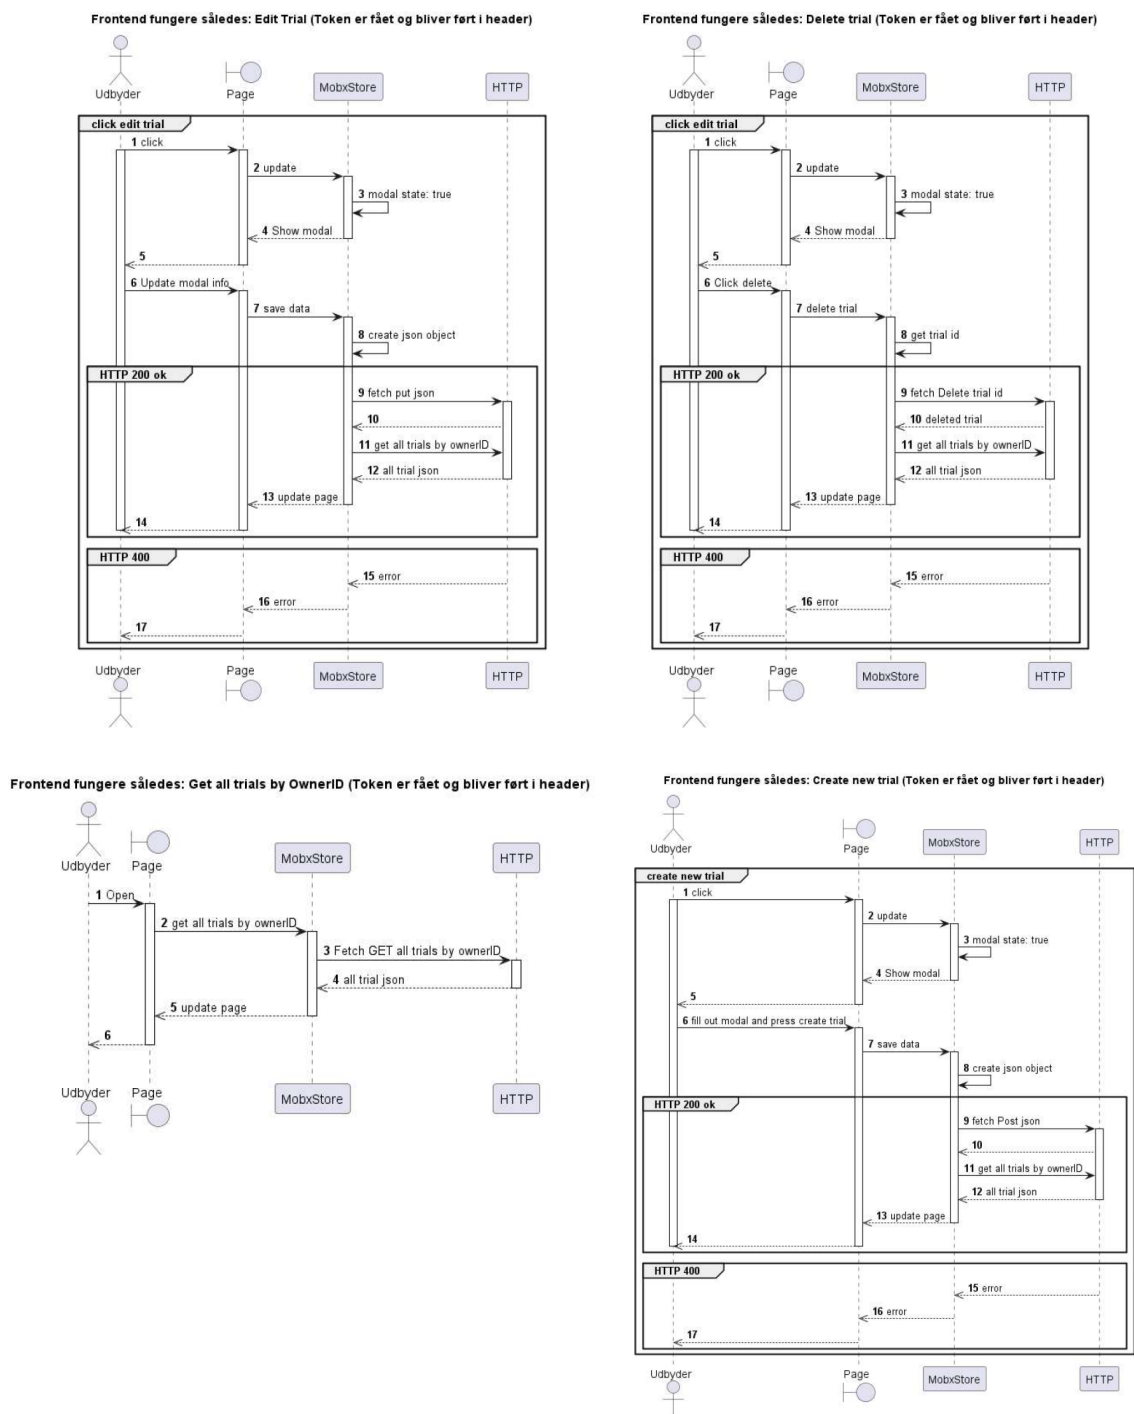 Frontend fungere således: Edit Trial (Token er fået og bliver ført i header)
Udbyder
Page
MobxStore
HTTP
click edit trial
1 click
2 update
3 modal state: true
4 Show modal
5
6 Update modal info
7 save data
8 create json object
HTTP 200 ok
9 fetch put json
10
11 get all trials by ownerID
12 all trial json
13 update page
14
HTTP 400
15 error
16 error
17
Udbyder
Page
MobxStore
HTTP
Frontend fungere således: Delete trial (Token er fået og bliver ført i header)
Udbyder
Page
MobxStore
HTTP
click edit trial
1 click
2 update
3 modal state: true
4 Show modal
5
6 Click delete
7 delete trial
8 get trial id
HTTP 200 ok
9 fetch Delete trial id
10 deleted trial
11 get all trials by ownerID
12 all trial json
13 update page
14
HTTP 400
15 error
16 error
17
Udbyder
Page
MobxStore
HTTP
Frontend fungere således: Get all trials by OwnerID (Token er fået og bliver ført i header)
Udbyder
Page
MobxStore
HTTP
1 Open
2 get all trials by ownerID
3 Fetch GET all trials by ownerID
4 all trial json
5 update page
6
Udbyder
Page
MobxStore
HTTP
Frontend fungere således: Create new trial (Token er fået og bliver ført i header)
Udbyder
Page
MobxStore
HTTP
create new trial
1 click
2 update
3 modal state: true
4 Show modal
5
6 fill out modal and press create trial
7 save data
8 create json object
HTTP 200 ok
9 fetch Post json
10
11 get all trials by ownerID
12 all trial json
13 update page
14
HTTP 400
15 error
16 error
17
Udbyder
Page
MobxStore
HTTP